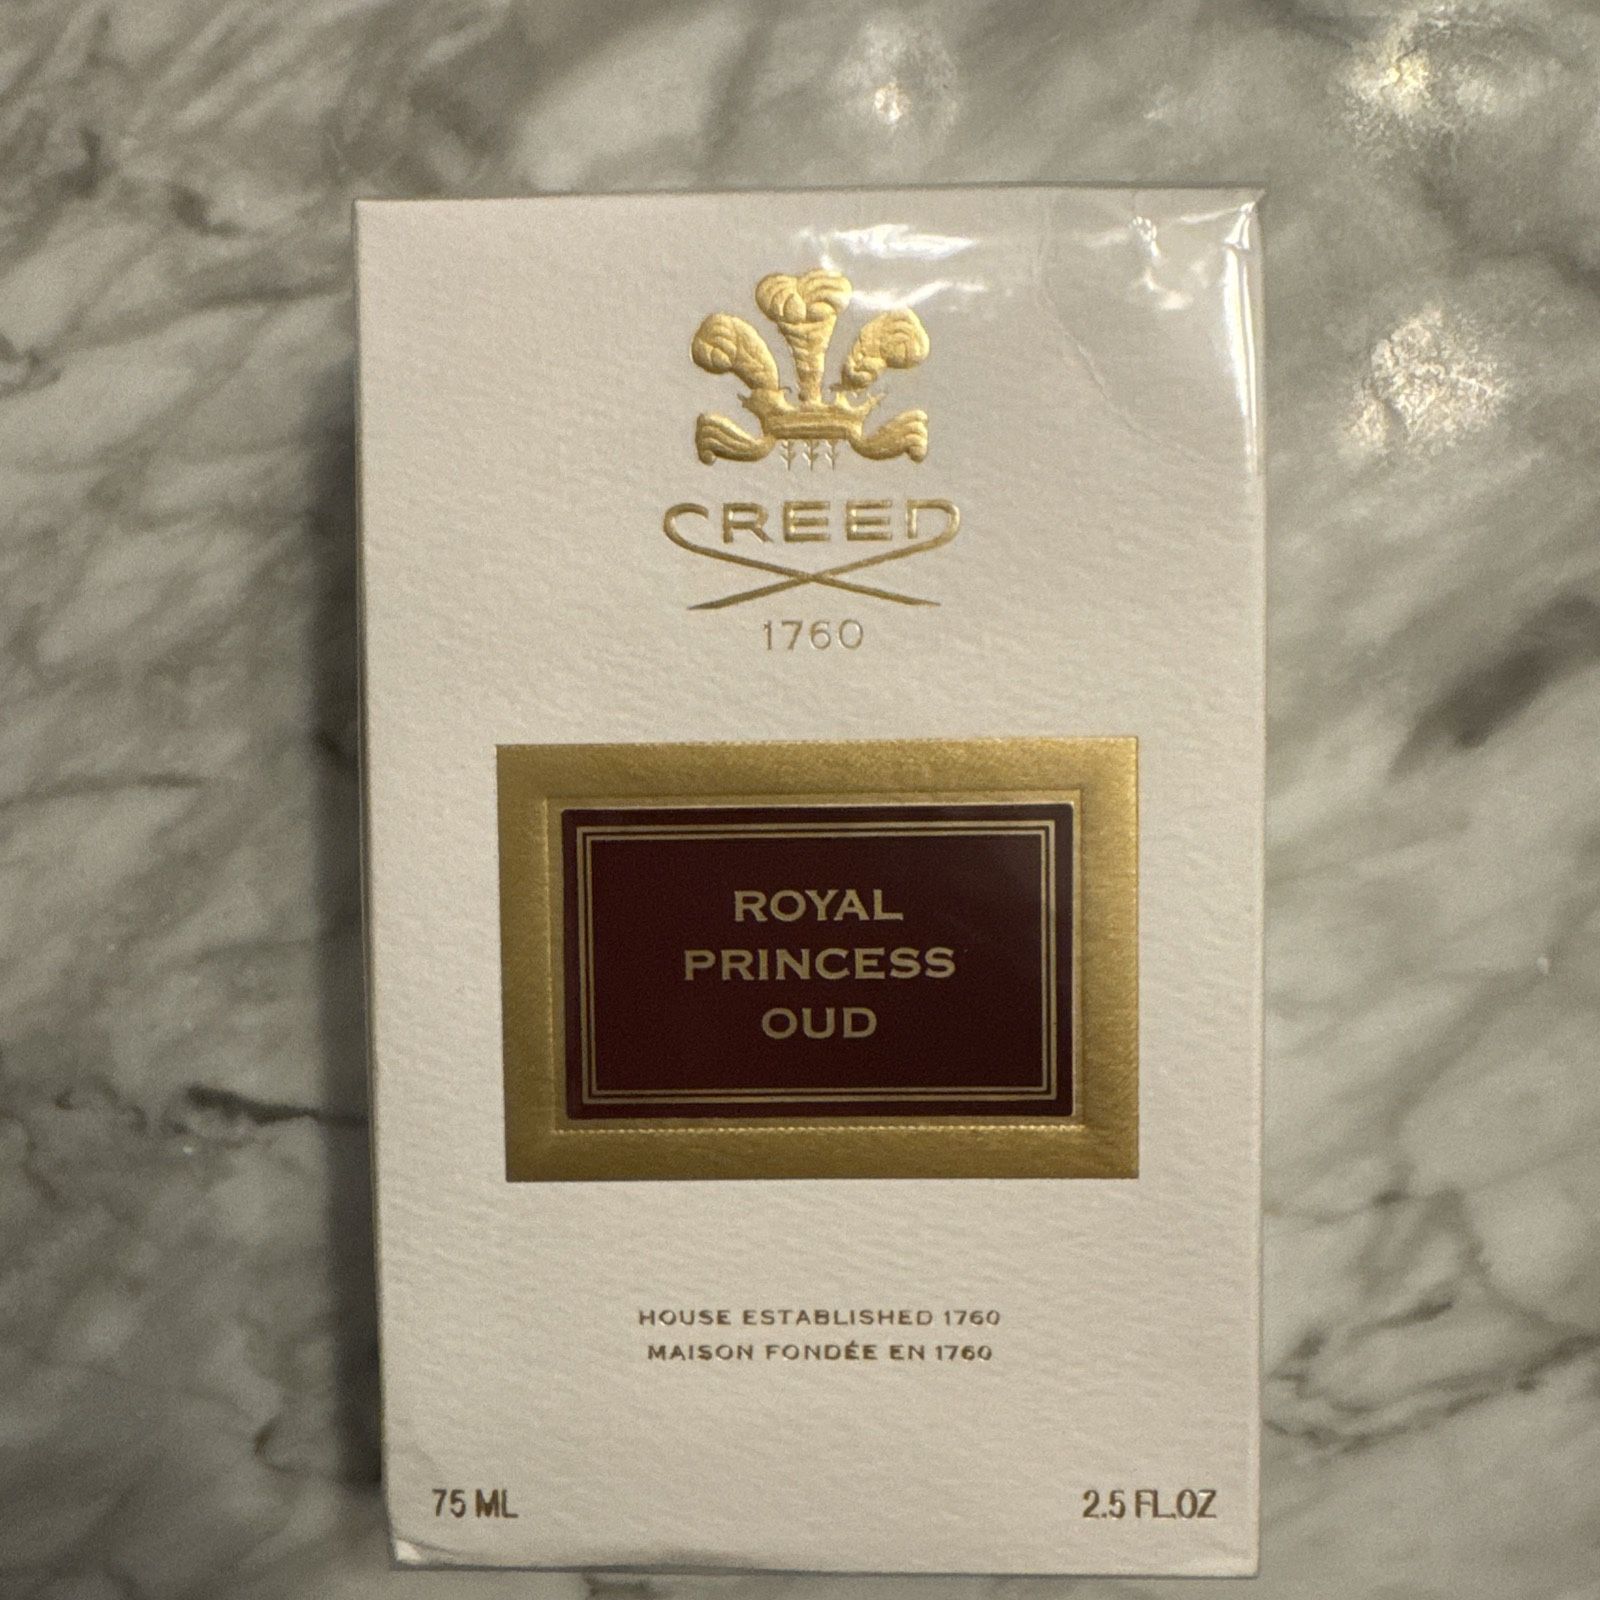 CREED
1760
ROYAL
PRINCESS
OUD
HOUSE ESTABLISHED 1760
MAISON FONDÉE EN 1760
75 ML
2.5 FL.OZ